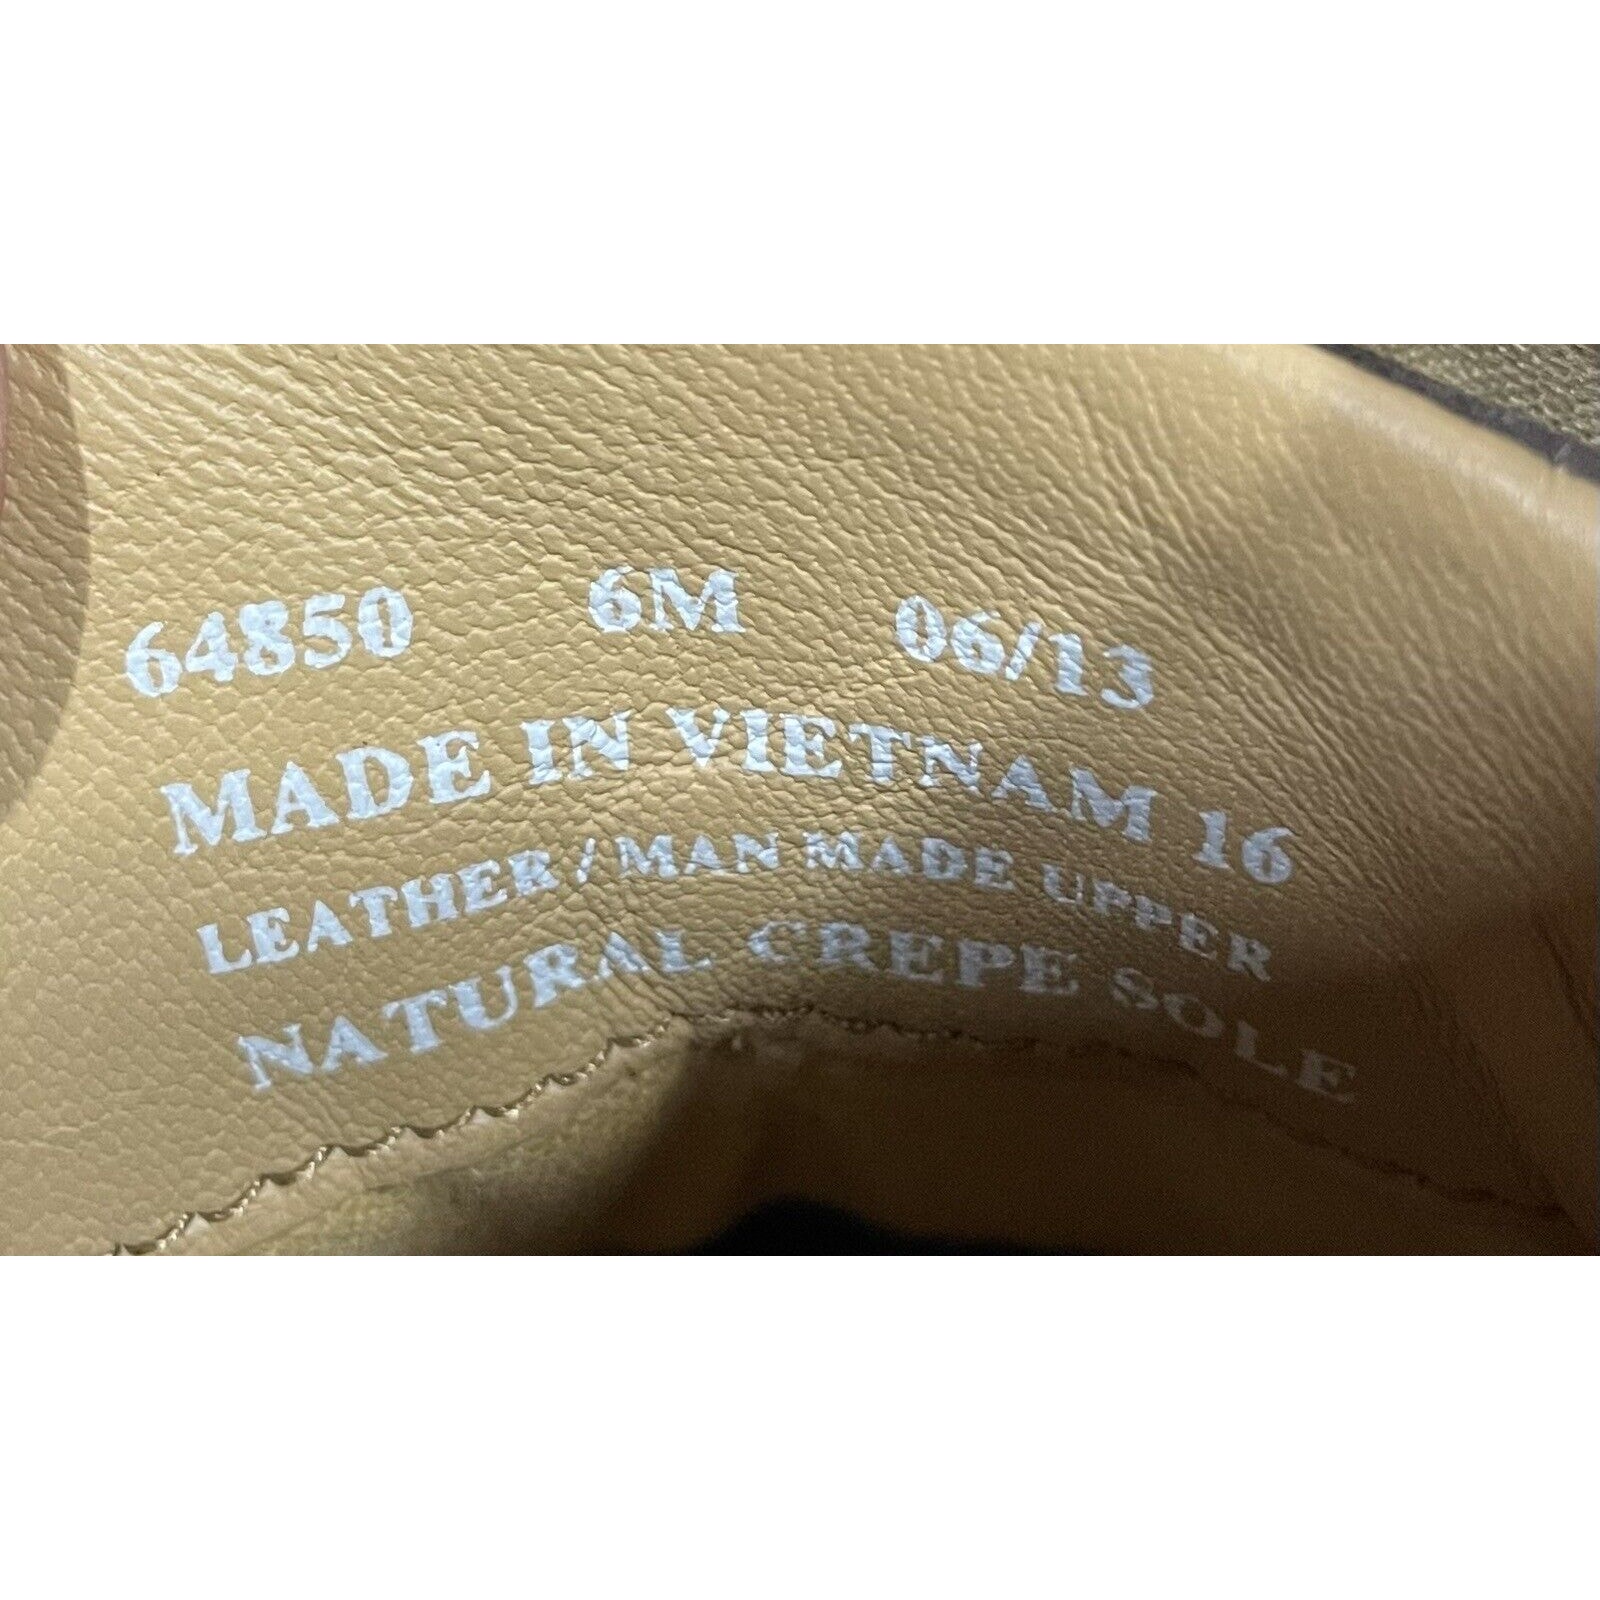 64850 6M 06/13
MADE IN VIETNAM 16
LEATHER / MAN MADE UPPER
NATURAL CREPE SOLE